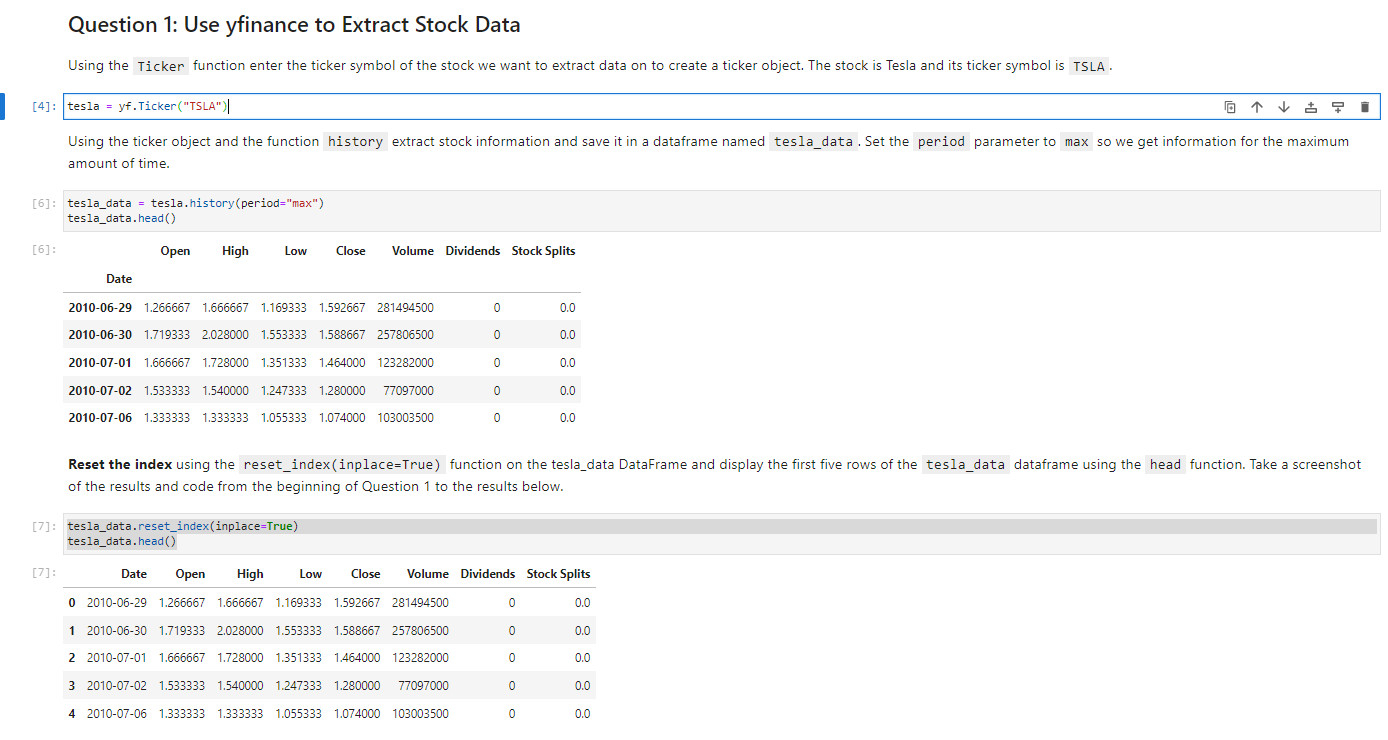 Question 1: Use yfinance to Extract Stock Data
Using the Ticker function enter the ticker symbol of the stock we want to extract data on to create a ticker object. The stock is Tesla and its ticker symbol is TSLA.
[4]: tesla = yf.Ticker("TSLA")
Using the ticker object and the function history extract stock information and save it in a dataframe named tesla_data. Set the period parameter to max so we get information for the maximum
amount of time.
[6]: tesla_data = tesla.history(period="max")
tesla_data.head()
[6]: Open High Low Close Volume Dividends Stock Splits
Date
2010-06-29 1.266667 1.666667 1.169333 1.592667 281494500 0 0.0
2010-06-30 1.719333 2.028000 1.553333 1.588667 257806500 0 0.0
2010-07-01 1.666667 1.728000 1.351333 1.464000 123282000 0 0.0
2010-07-02 1.533333 1.540000 1.247333 1.280000 77097000 0 0.0
2010-07-06 1.333333 1.333333 1.055333 1.074000 103003500 0 0.0
Reset the index using the reset_index(inplace=True) function on the tesla_data DataFrame and display the first five rows of the tesla_data dataframe using the head function. Take a screenshot
of the results and code from the beginning of Question 1 to the results below.
[7]: tesla_data.reset_index(inplace=True)
tesla_data.head()
[7]: Date Open High Low Close Volume Dividends Stock Splits
0 2010-06-29 1.266667 1.666667 1.169333 1.592667 281494500 0 0.0
1 2010-06-30 1.719333 2.028000 1.553333 1.588667 257806500 0 0.0
2 2010-07-01 1.666667 1.728000 1.351333 1.464000 123282000 0 0.0
3 2010-07-02 1.533333 1.540000 1.247333 1.280000 77097000 0 0.0
4 2010-07-06 1.333333 1.333333 1.055333 1.074000 103003500 0 0.0